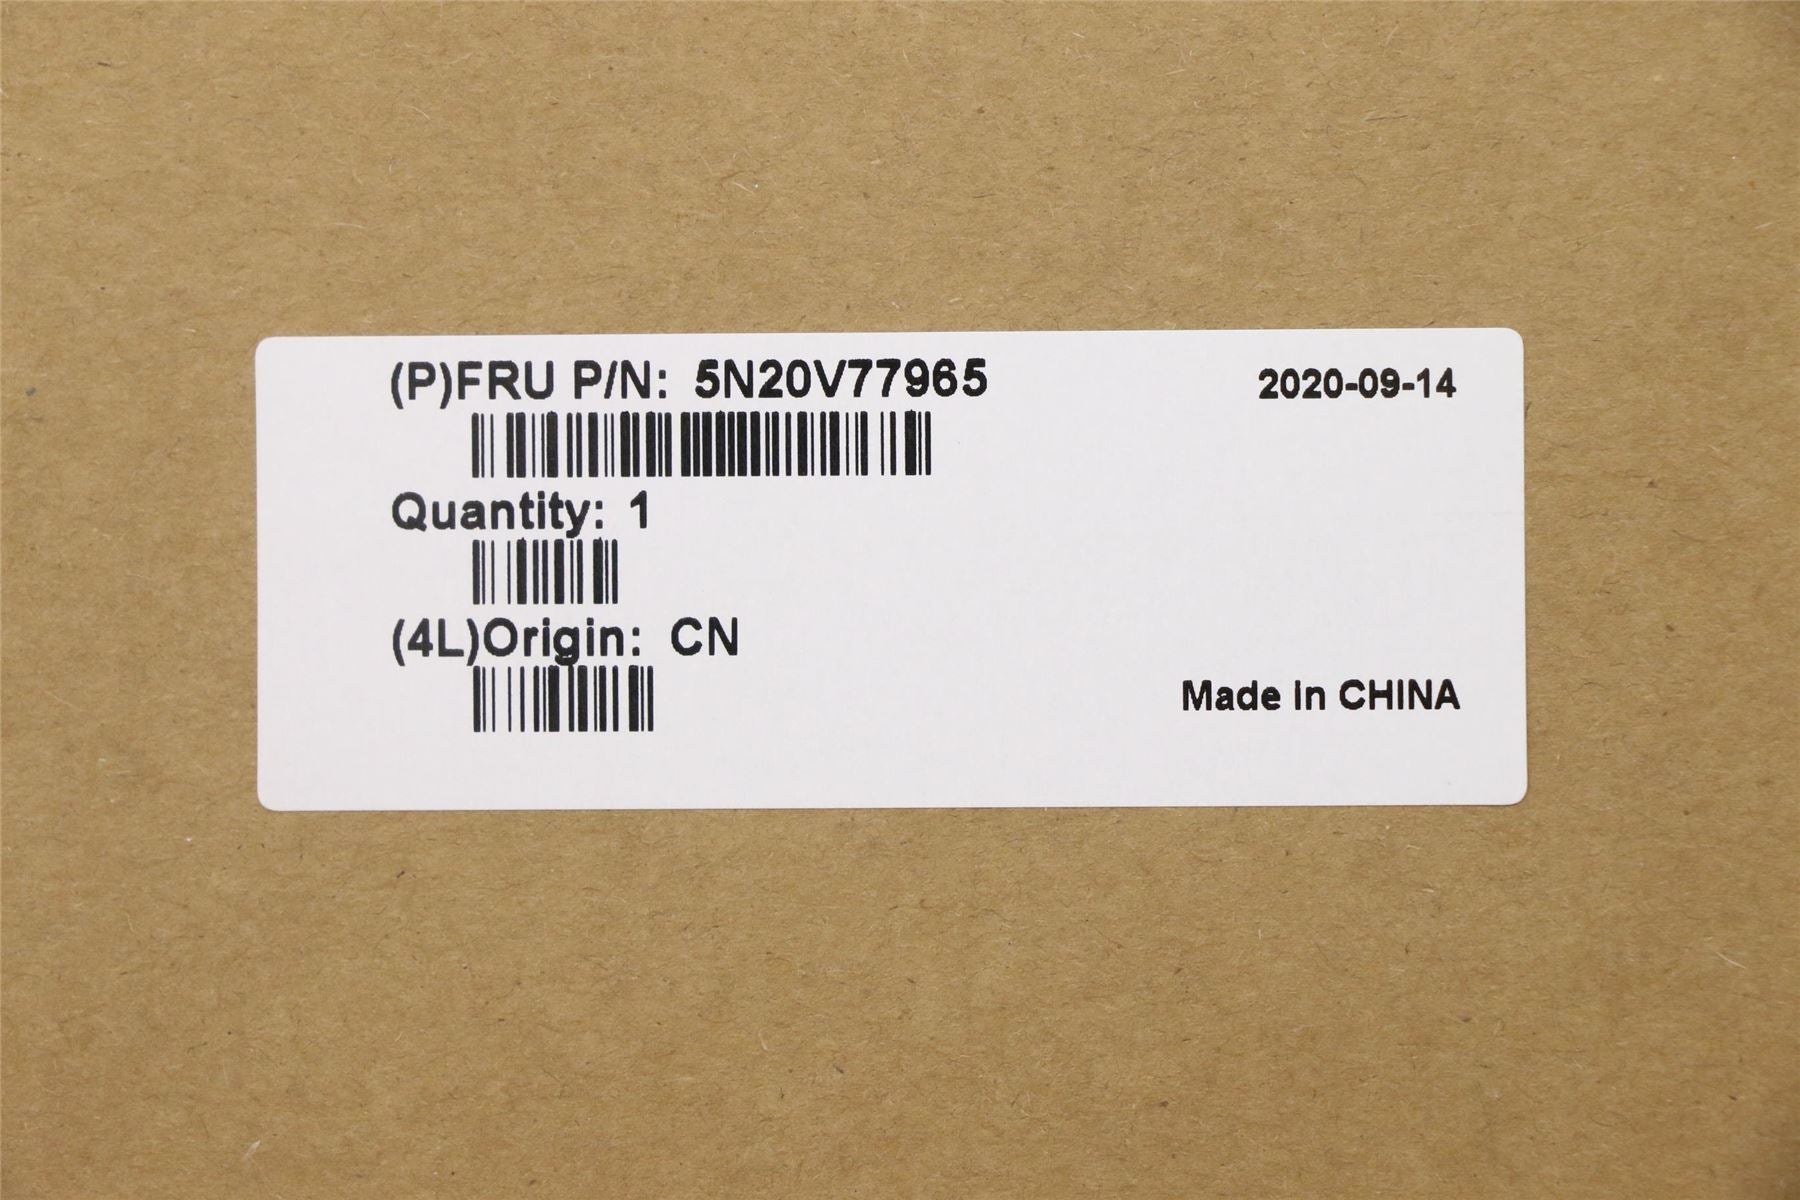 (P)FRU P/N: 5N20V77965
2020-09-14
Quantity: 1
(4L)Origin: CN
Made in CHINA